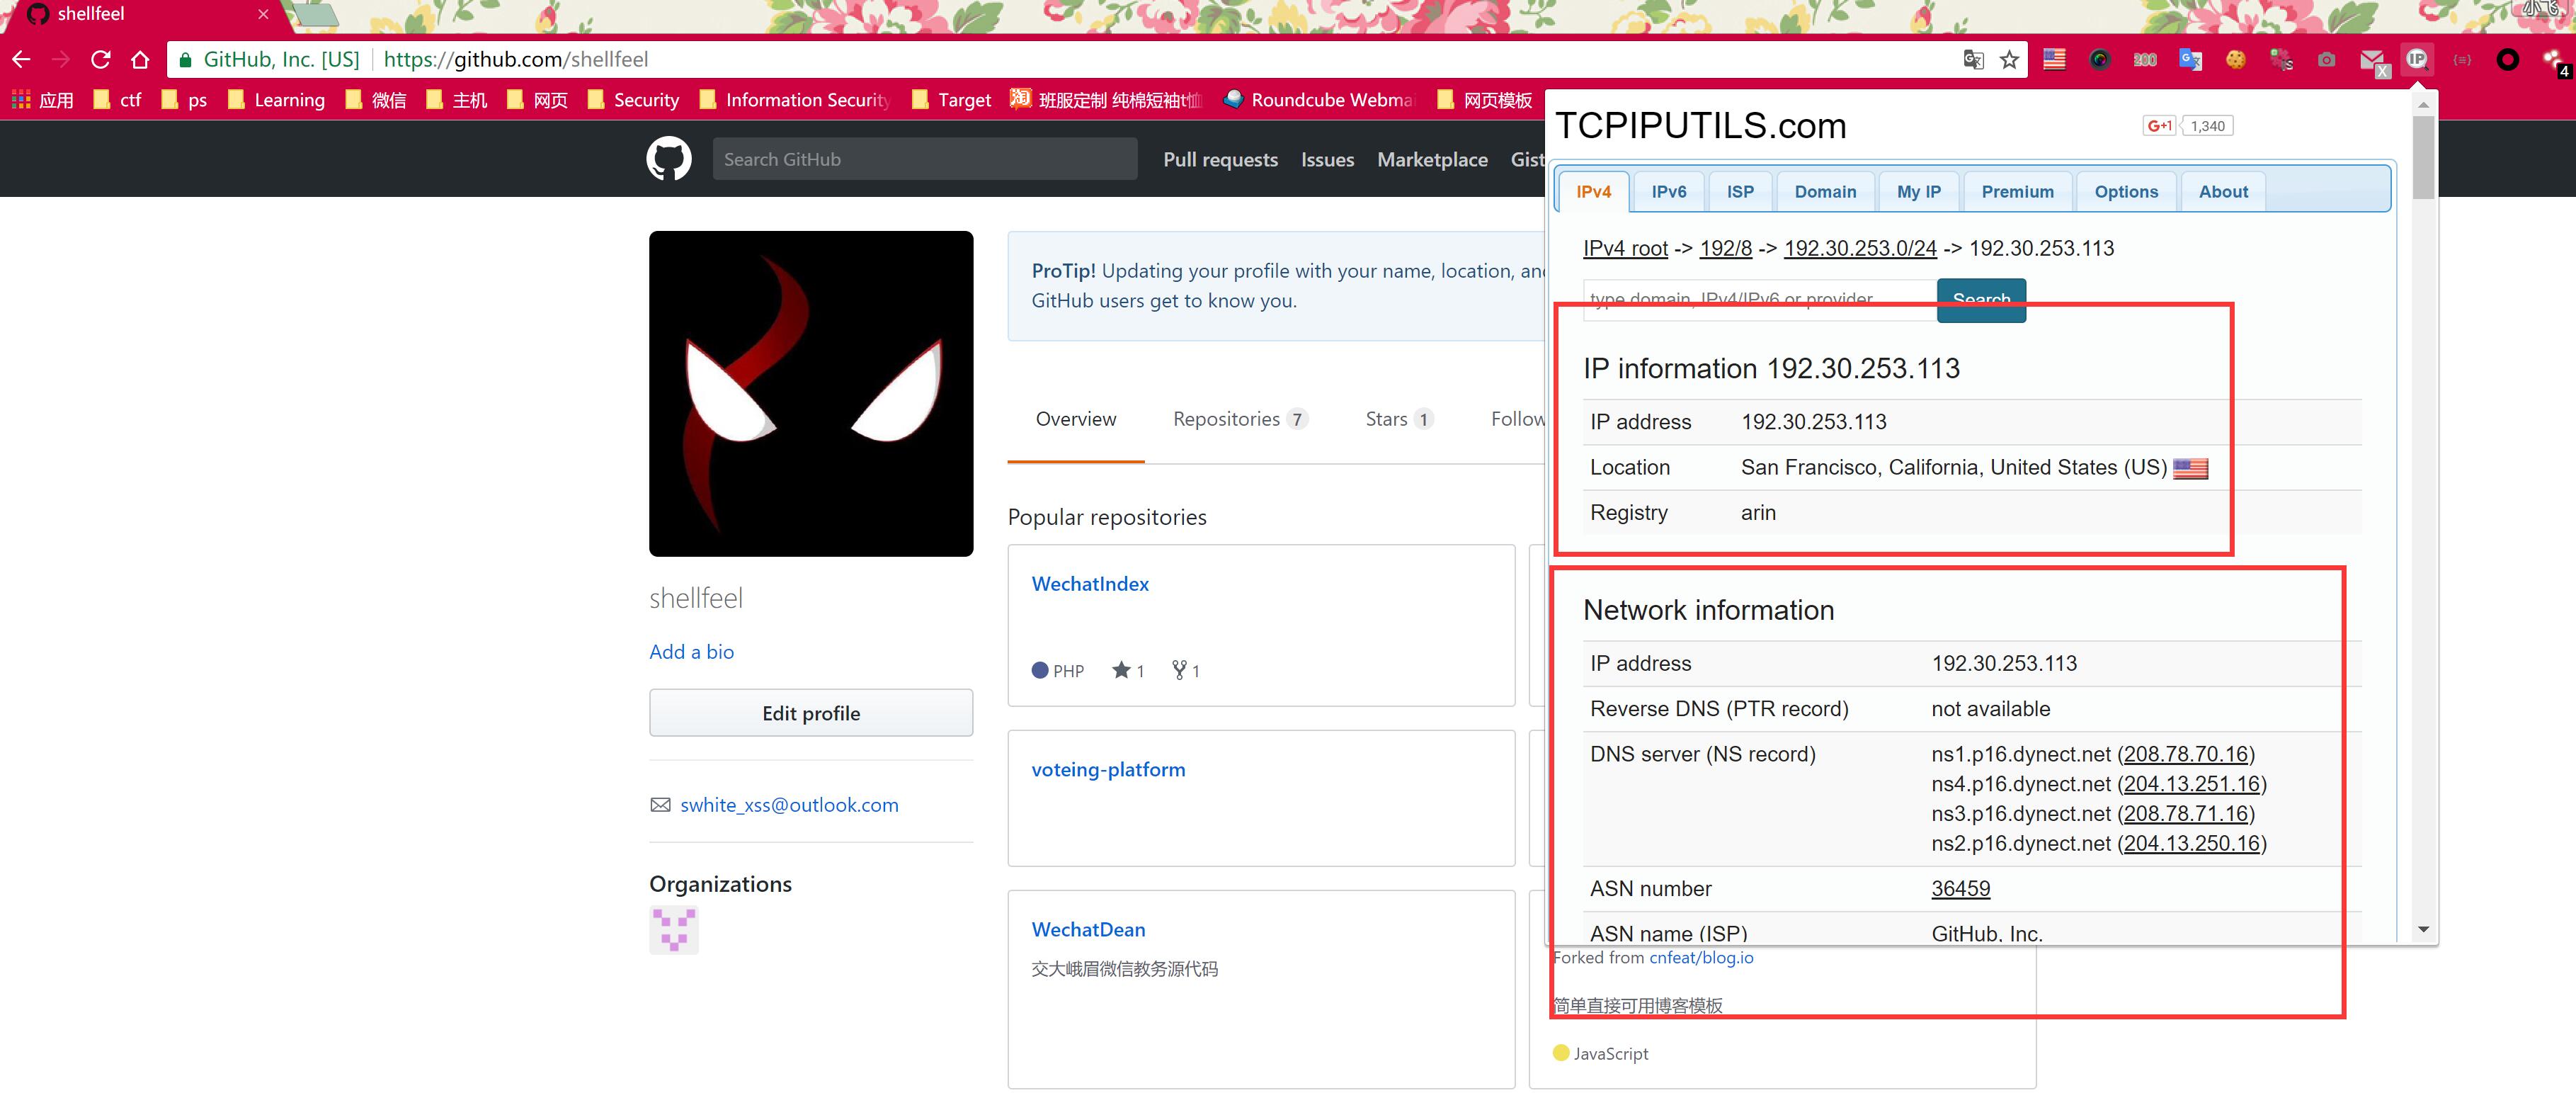 shellfeel
小飞
GitHub, Inc. [US]
https://github.com/shellfeel
应用
ctf
ps
Learning
微信
主机
网页
Security
Information Security
Target
班服定制 纯棉短袖t恤
Roundcube Webmai
网页模板
4
Search GitHub
Pull requests
Issues
Marketplace
Gist
ProTip! Updating your profile with your name, location, and
GitHub users get to know you.
Overview
Repositories 7
Stars 1
Follow
Popular repositories
WechatIndex
PHP
1
1
voteing-platform
WechatDean
交大峨眉微信教务源代码
shellfeel
Add a bio
Edit profile
swhite_xss@outlook.com
Organizations
TCPIPUTILS.com
G+1
1,340
IPv4
IPv6
ISP
Domain
My IP
Premium
Options
About
IPv4 root -> 192/8 -> 192.30.253.0/24 -> 192.30.253.113
type domain, IPv4/IPv6 or provider
Search
IP information 192.30.253.113
IP address 192.30.253.113
Location San Francisco, California, United States (US)
Registry arin
Network information
IP address 192.30.253.113
Reverse DNS (PTR record) not available
DNS server (NS record) ns1.p16.dynect.net (208.78.70.16)
ns4.p16.dynect.net (204.13.251.16)
ns3.p16.dynect.net (208.78.71.16)
ns2.p16.dynect.net (204.13.250.16)
ASN number 36459
ASN name (ISP) GitHub, Inc.
Forked from cnfeat/blog.io
简单直接可用博客模板
JavaScript